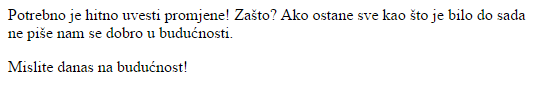 Potrebno je hitno uvesti promjene! Zašto? Ako ostane sve kao što je bilo do sada
ne piše nam se dobro u budućnosti.
Mislite danas na budućnost!